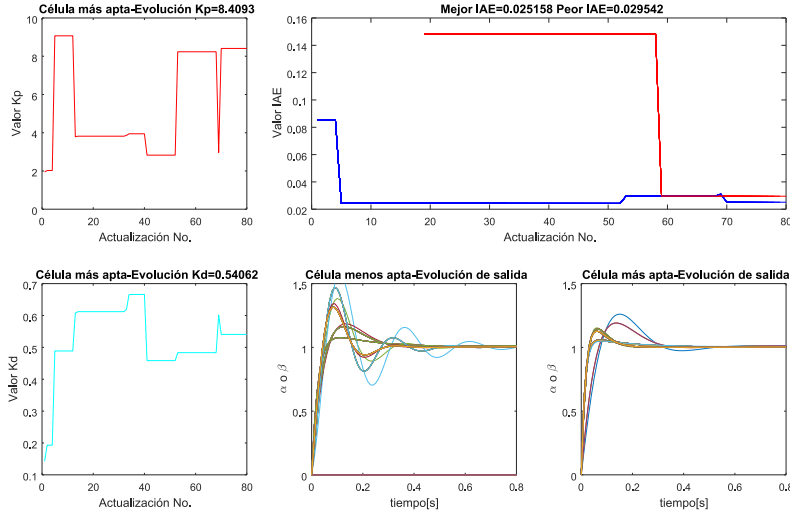 Célula más apta-Evolución Kp=8.4093
Valor Kp
10
8
6
4
2
0
0 20 40 60 80
Actualización No.
Mejor IAE=0.025158 Peor IAE=0.029542
Valor IAE
0.16
0.14
0.12
0.1
0.08
0.06
0.04
0.02
0 10 20 30 40 50 60 70 80
Actualización No.
Célula más apta-Evolución Kd=0.54062
Valor Kd
0.7
0.6
0.5
0.4
0.3
0.2
0.1
0 20 40 60 80
Actualización No.
Célula menos apta-Evolución de salida
α o β
1.5
1
0.5
0
0 0.2 0.4 0.6 0.8
tiempo[s]
Célula más apta-Evolución de salida
α o β
1.5
1
0.5
0
0 0.2 0.4 0.6 0.8
tiempo[s]